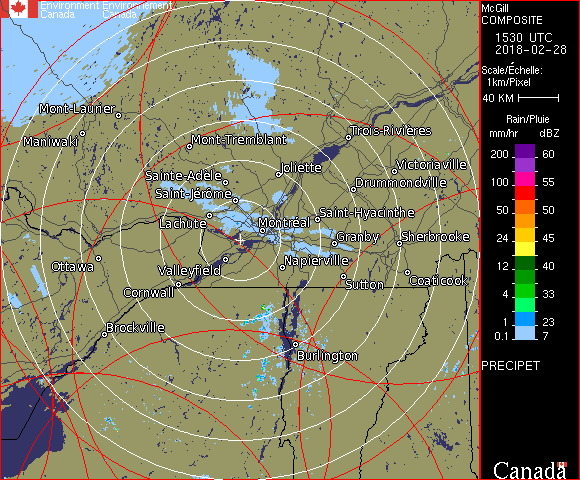 Environment Environnement
Canada Canada
McGill
COMPOSITE
1530 UTC
2018-02-28
Scale/Échelle:
1km/Pixel
40 KM
Rain/Pluie
mm/hr dBZ
200 60
100 55
50 50
24 45
12 40
4 33
1 23
0.1 7
PRECIPET
Canada
Mont-Laurier
Maniwaki
Mont-Tremblant
Trois-Rivières
Joliette
Victoriaville
Sainte-Adèle
Drummondville
Saint-Jérôme
Lachute
Saint-Hyacinthe
Montréal
Granby
Sherbrooke
Ottawa
Valleyfield
Napierville
Cornwall
Sutton
Coaticook
Brockville
Burlington